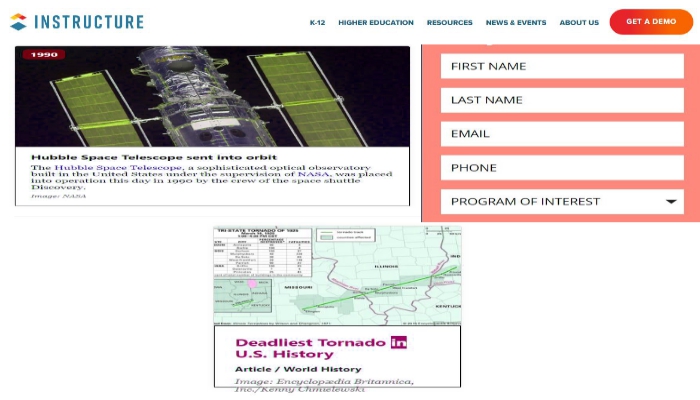 INSTRUCTURE
K-12 HIGHER EDUCATION RESOURCES NEWS & EVENTS ABOUT US GET A DEMO
1990
Hubble Space Telescope sent into orbit
The Hubble Space Telescope, a sophisticated optical observatory
built in the United States under the supervision of NASA, was placed
into operation this day in 1990 by the crew of the space shuttle
Discovery.
Image: NASA
FIRST NAME
LAST NAME
EMAIL
PHONE
PROGRAM OF INTEREST
TRI-STATE TORNADO OF 1925
ILLINOIS
MISSOURI
Deadliest Tornado in
U.S. History
Article / World History
Image: Encyclopædia Britannica,
Inc./Kenny Chmielewski